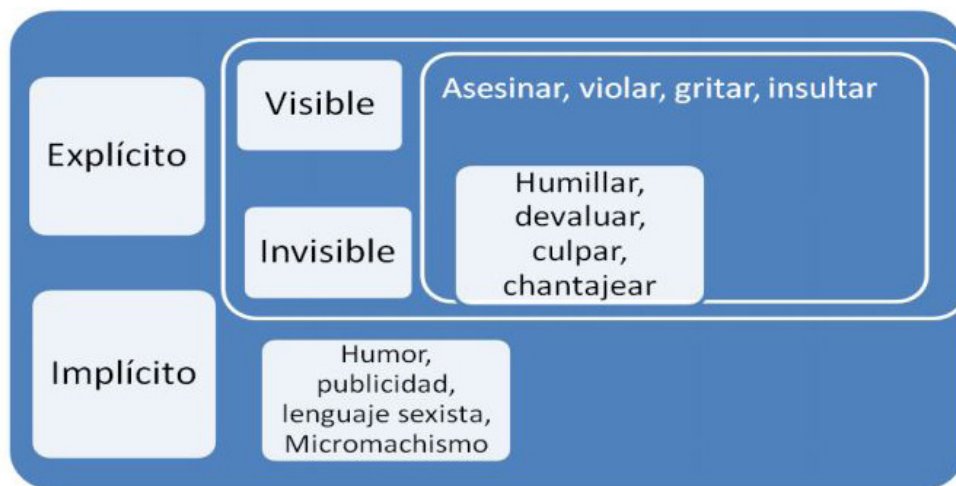 Explícito
Visible
Asesinar, violar, gritar, insultar
Invisible
Humillar,
devaluar,
culpar,
chantajear
Implícito
Humor,
publicidad,
lenguaje sexista,
Micromachismo